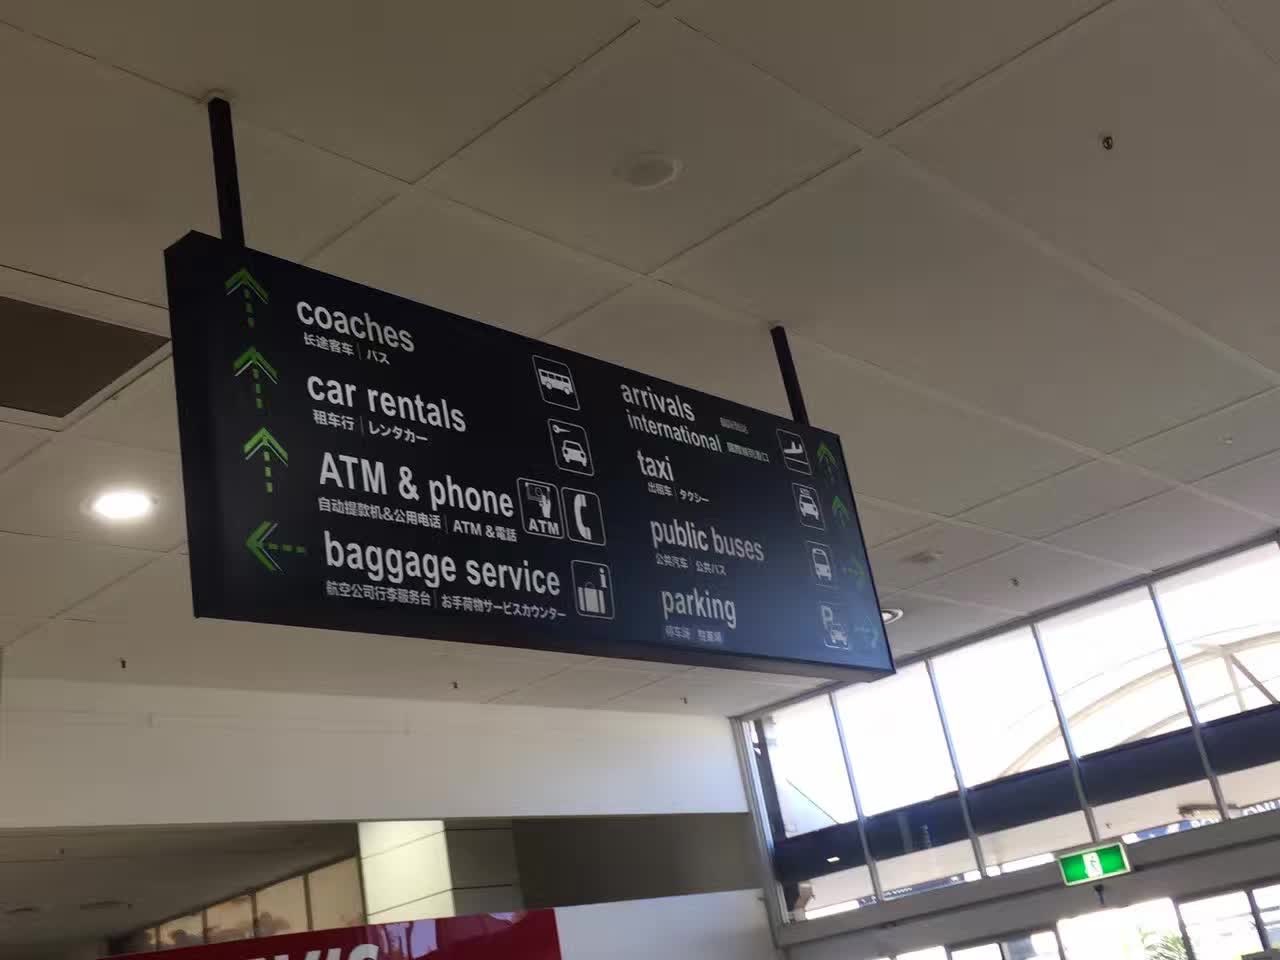 coaches
长途客车 | バス
car rentals
租车行 | レンタカー
ATM & phone
自动提款机&公用电话 | ATM &電話
ATM
baggage service
航空公司行李服务台 | お手荷物サービスカウンター
arrivals
international
taxi
出租车 | タクシー
public buses
公共汽车 | 公共バス
parking
停车场 | 駐車場
P